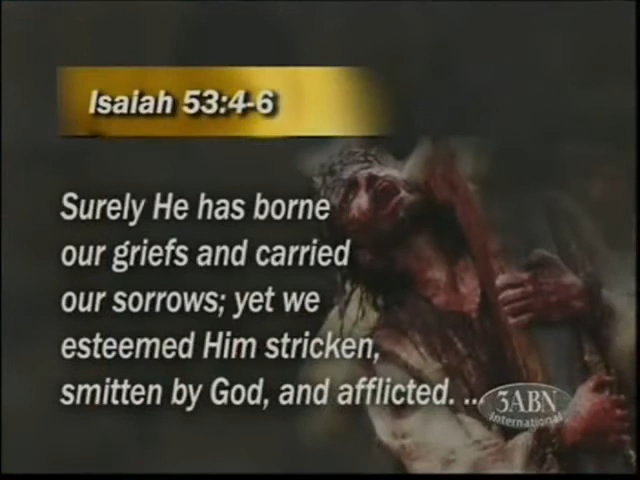 Isaiah 53:4-6
Surely He has borne
our griefs and carried
our sorrows; yet we
esteemed Him stricken,
smitten by God, and afflicted. ...
3ABN
International